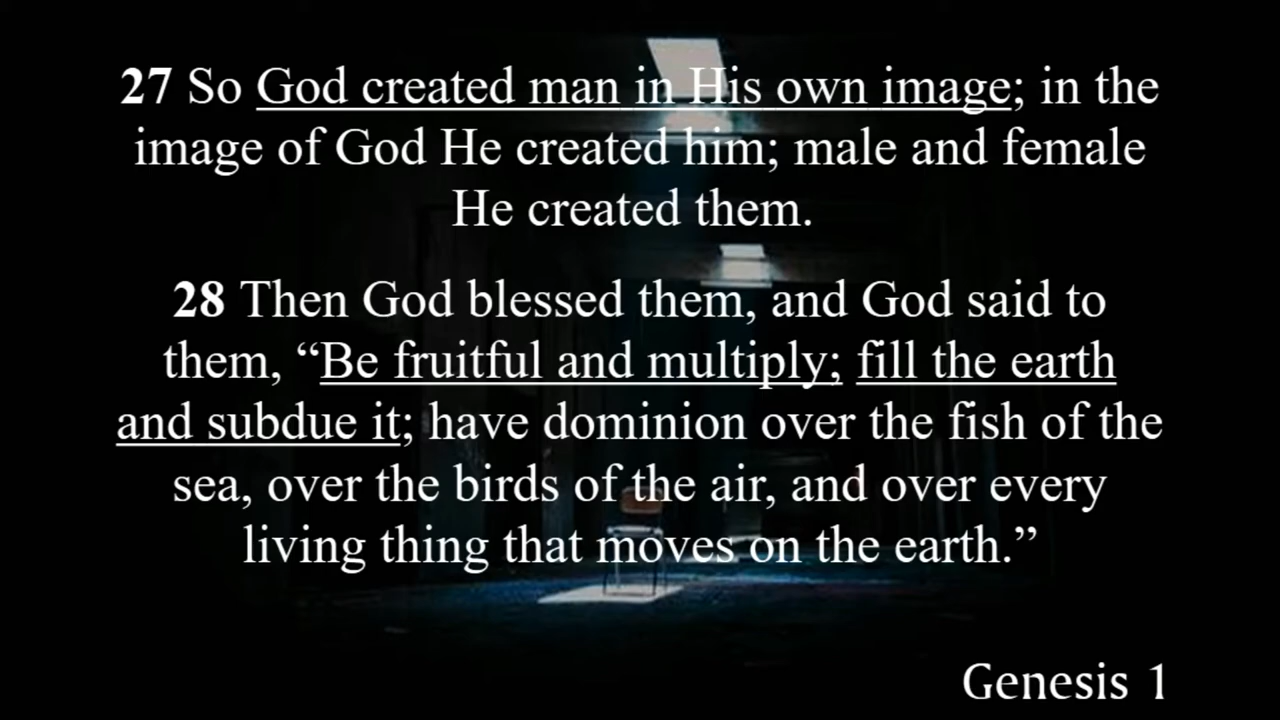 27 So God created man in His own image; in the
image of God He created him; male and female
He created them.
28 Then God blessed them, and God said to
them, “Be fruitful and multiply; fill the earth
and subdue it; have dominion over the fish of the
sea, over the birds of the air, and over every
living thing that moves on the earth.”
Genesis 1